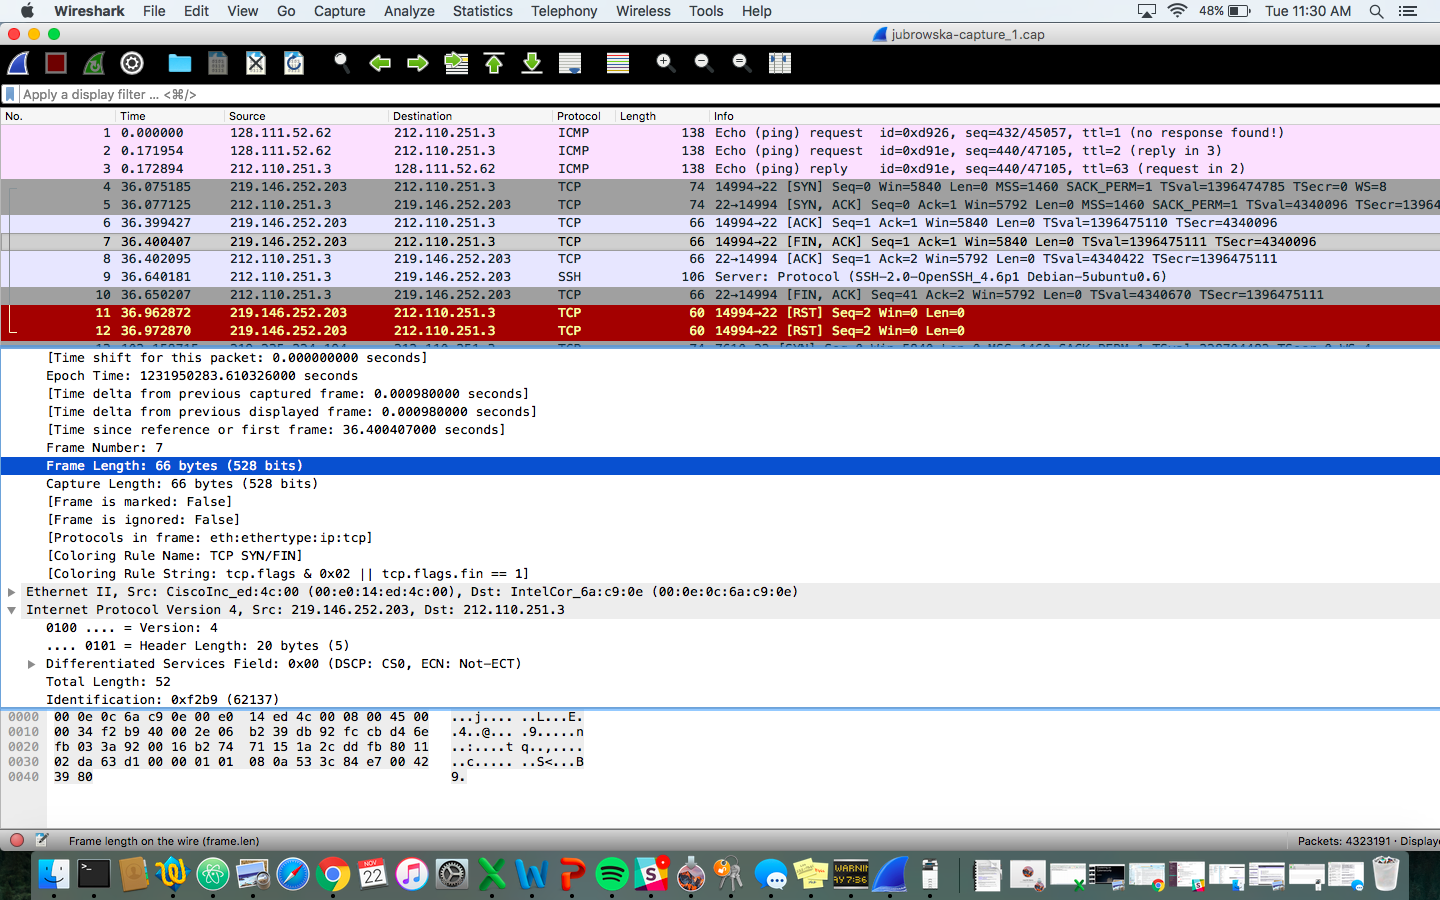 Wireshark File Edit View Go Capture Analyze Statistics Telephony Wireless Tools Help 48% Tue 11:30 AM
jubrowska-capture_1.cap
Apply a display filter ... <⌘/>
No. Time Source Destination Protocol Length Info
1 0.000000 128.111.52.62 212.110.251.3 ICMP 138 Echo (ping) request id=0xd926, seq=432/45057, ttl=1 (no response found!)
2 0.171954 128.111.52.62 212.110.251.3 ICMP 138 Echo (ping) request id=0xd91e, seq=440/47105, ttl=2 (reply in 3)
3 0.172894 212.110.251.3 128.111.52.62 ICMP 138 Echo (ping) reply id=0xd91e, seq=440/47105, ttl=63 (request in 2)
4 36.075185 219.146.252.203 212.110.251.3 TCP 74 14994→22 [SYN] Seq=0 Win=5840 Len=0 MSS=1460 SACK_PERM=1 TSval=1396474785 TSecr=0 WS=8
5 36.077125 212.110.251.3 219.146.252.203 TCP 74 22→14994 [SYN, ACK] Seq=0 Ack=1 Win=5792 Len=0 MSS=1460 SACK_PERM=1 TSval=4340096 TSecr=13964
6 36.399427 219.146.252.203 212.110.251.3 TCP 66 14994→22 [ACK] Seq=1 Ack=1 Win=5840 Len=0 TSval=1396475110 TSecr=4340096
7 36.400407 219.146.252.203 212.110.251.3 TCP 66 14994→22 [FIN, ACK] Seq=1 Ack=1 Win=5840 Len=0 TSval=1396475111 TSecr=4340096
8 36.402095 212.110.251.3 219.146.252.203 TCP 66 22→14994 [ACK] Seq=1 Ack=2 Win=5792 Len=0 TSval=4340422 TSecr=1396475111
9 36.640181 212.110.251.3 219.146.252.203 SSH 106 Server: Protocol (SSH-2.0-OpenSSH_4.6p1 Debian-5ubuntu0.6)
10 36.650207 212.110.251.3 219.146.252.203 TCP 66 22→14994 [FIN, ACK] Seq=41 Ack=2 Win=5792 Len=0 TSval=4340670 TSecr=1396475111
11 36.962872 219.146.252.203 212.110.251.3 TCP 60 14994→22 [RST] Seq=2 Win=0 Len=0
12 36.972870 219.146.252.203 212.110.251.3 TCP 60 14994→22 [RST] Seq=2 Win=0 Len=0
[Time shift for this packet: 0.000000000 seconds]
Epoch Time: 1231950283.610326000 seconds
[Time delta from previous captured frame: 0.000980000 seconds]
[Time delta from previous displayed frame: 0.000980000 seconds]
[Time since reference or first frame: 36.400407000 seconds]
Frame Number: 7
Frame Length: 66 bytes (528 bits)
Capture Length: 66 bytes (528 bits)
[Frame is marked: False]
[Frame is ignored: False]
[Protocols in frame: eth:ethertype:ip:tcp]
[Coloring Rule Name: TCP SYN/FIN]
[Coloring Rule String: tcp.flags & 0x02 || tcp.flags.fin == 1]
Ethernet II, Src: CiscoInc_ed:4c:00 (00:e0:14:ed:4c:00), Dst: IntelCor_6a:c9:0e (00:0e:0c:6a:c9:0e)
Internet Protocol Version 4, Src: 219.146.252.203, Dst: 212.110.251.3
0100 .... = Version: 4
.... 0101 = Header Length: 20 bytes (5)
Differentiated Services Field: 0x00 (DSCP: CS0, ECN: Not-ECT)
Total Length: 52
Identification: 0xf2b9 (62137)
0000 00 0e 0c 6a c9 0e 00 e0 14 ed 4c 00 08 00 45 00 ...j.... ..L...E.
0010 00 34 f2 b9 40 00 2e 06 b2 39 db 92 fc cb d4 6e .4..@... .9.....n
0020 fb 03 3a 92 00 16 b2 74 71 15 1a 2c dd fb 80 11 ..:....t q..,....
0030 02 da 63 d1 00 00 01 01 08 0a 53 3c 84 e7 00 42 ..c..... ..S<...B
0040 39 80 9.
Frame length on the wire (frame.len) Packets: 4323191 · Displaye
NOV
22
WARNIN
AY 7:36